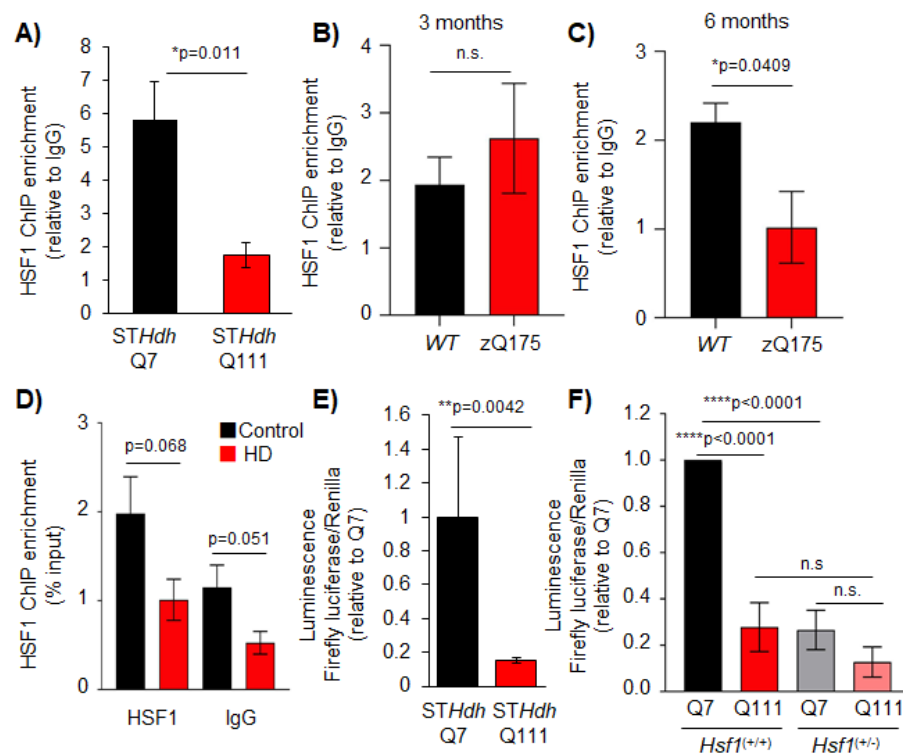 A)
HSF1 ChIP enrichment
(relative to IgG)
8
7
6
5
4
3
2
1
0
*p=0.011
STHdh
Q7
STHdh
Q111
B)
3 months
HSF1 ChIP enrichment
(relative to IgG)
4
3
2
1
0
n.s.
WT
zQ175
C)
6 months
HSF1 ChIP enrichment
(relative to IgG)
3
2
1
0
*p=0.0409
WT
zQ175
D)
HSF1 ChIP enrichment
(% input)
3
2
1
0
Control
HD
p=0.068
p=0.051
HSF1
IgG
E)
Luminescence
Firefly luciferase/Renilla
(relative to Q7)
1.6
1.4
1.2
1
0.8
0.6
0.4
0.2
0
**p=0.0042
STHdh
Q7
STHdh
Q111
F)
Luminescence
Firefly luciferase/Renilla
(relative to Q7)
1.2
1.0
0.8
0.6
0.4
0.2
0.0
****p<0.0001
****p<0.0001
n.s
n.s.
Q7 Q111 Q7 Q111
Hsf1(+/+) Hsf1(+/-)